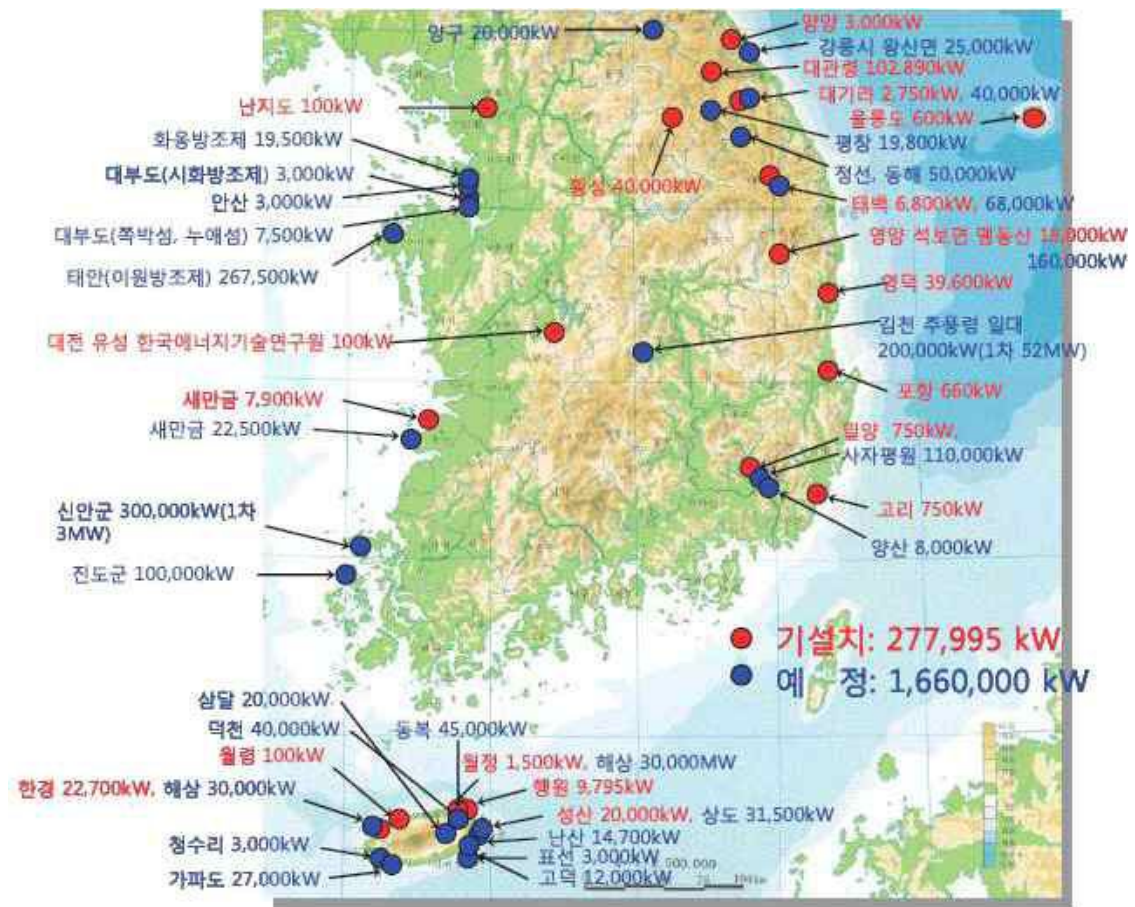 양구 20,000kW
양양 3,000kW
강릉시 왕산면 25,000kW
대관령 102.890kW
난지도 100kW
대기리 2,750kW, 40,000kW
울릉도 600kW
화옹방조제 19,500kW
평창 19,800kW
대부도(시화방조제) 3,000kW
정선, 동해 50,000kW
횡성 40,000kW
안산 3,000kW
태백 6,800kW, 68,000kW
대부도(쪽박섬, 누에섬) 7,500kW
영양 석보면 맹동산
160,000kW
태안(이원방조제) 267,500kW
영덕 39,600kW
김천 추풍령 일대
200,000kW(1차 52MW)
대전 유성 한국에너지기술연구원 100kW
포항 660kW
새만금 7,900kW
새만금 22,500kW
밀양 750kW,
사자평원 110,000kW
고리 750kW
양산 8,000kW
신안군 300,000kW(1차
3MW)
진도군 100,000kW
기설치: 277,995 kW
예 정: 1,660,000 kW
삼달 20,000kW
덕천 40,000kW
동복 45,000kW
월령 100kW
월정 1,500kW, 해상 30,000MW
한경 22,700kW, 해상 30,000kW
행원 9,795kW
성산 20,000kW, 상도 31,500kW
난산 14,700kW
청수리 3,000kW
표선 3,000kW
가파도 27,000kW
고덕 12,000kW